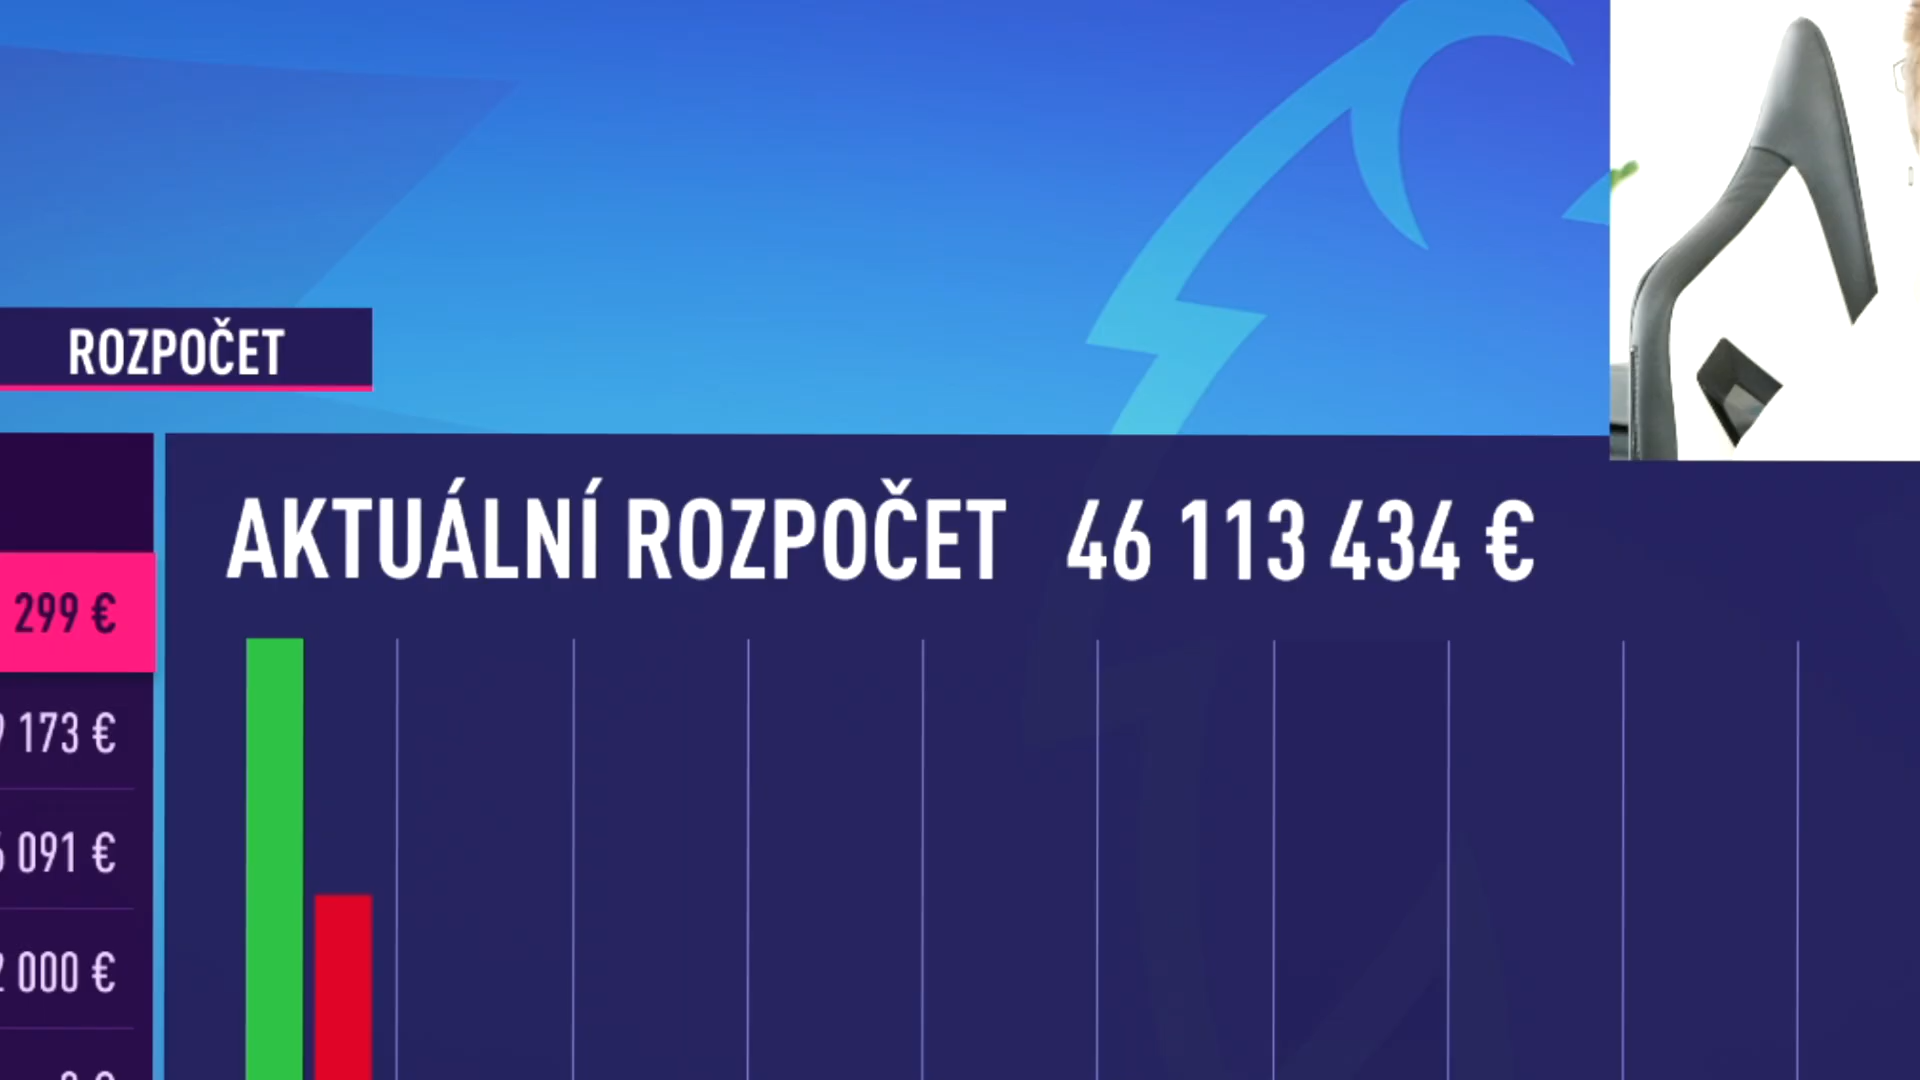 ROZPOČET
AKTUÁLNÍ ROZPOČET 46 113 434 €
299 €
173 €
091 €
000 €